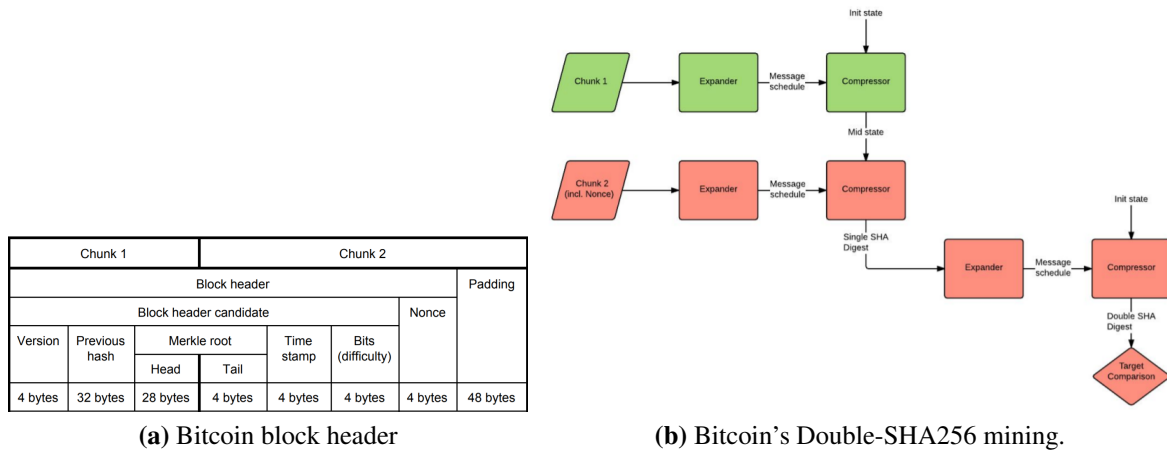 Chunk 1 Chunk 2
Block header Padding
Block header candidate Nonce
Version Previous hash Merkle root Time stamp Bits (difficulty)
Head Tail
4 bytes 32 bytes 28 bytes 4 bytes 4 bytes 4 bytes 4 bytes 48 bytes
(a) Bitcoin block header
Init state
Chunk 1
Expander
Message
schedule
Compressor
Mid state
Chunk 2
(incl. Nonce)
Expander
Message
schedule
Compressor
Single SHA
Digest
Init state
Expander
Message
schedule
Compressor
Double SHA
Digest
Target
Comparison
(b) Bitcoin's Double-SHA256 mining.